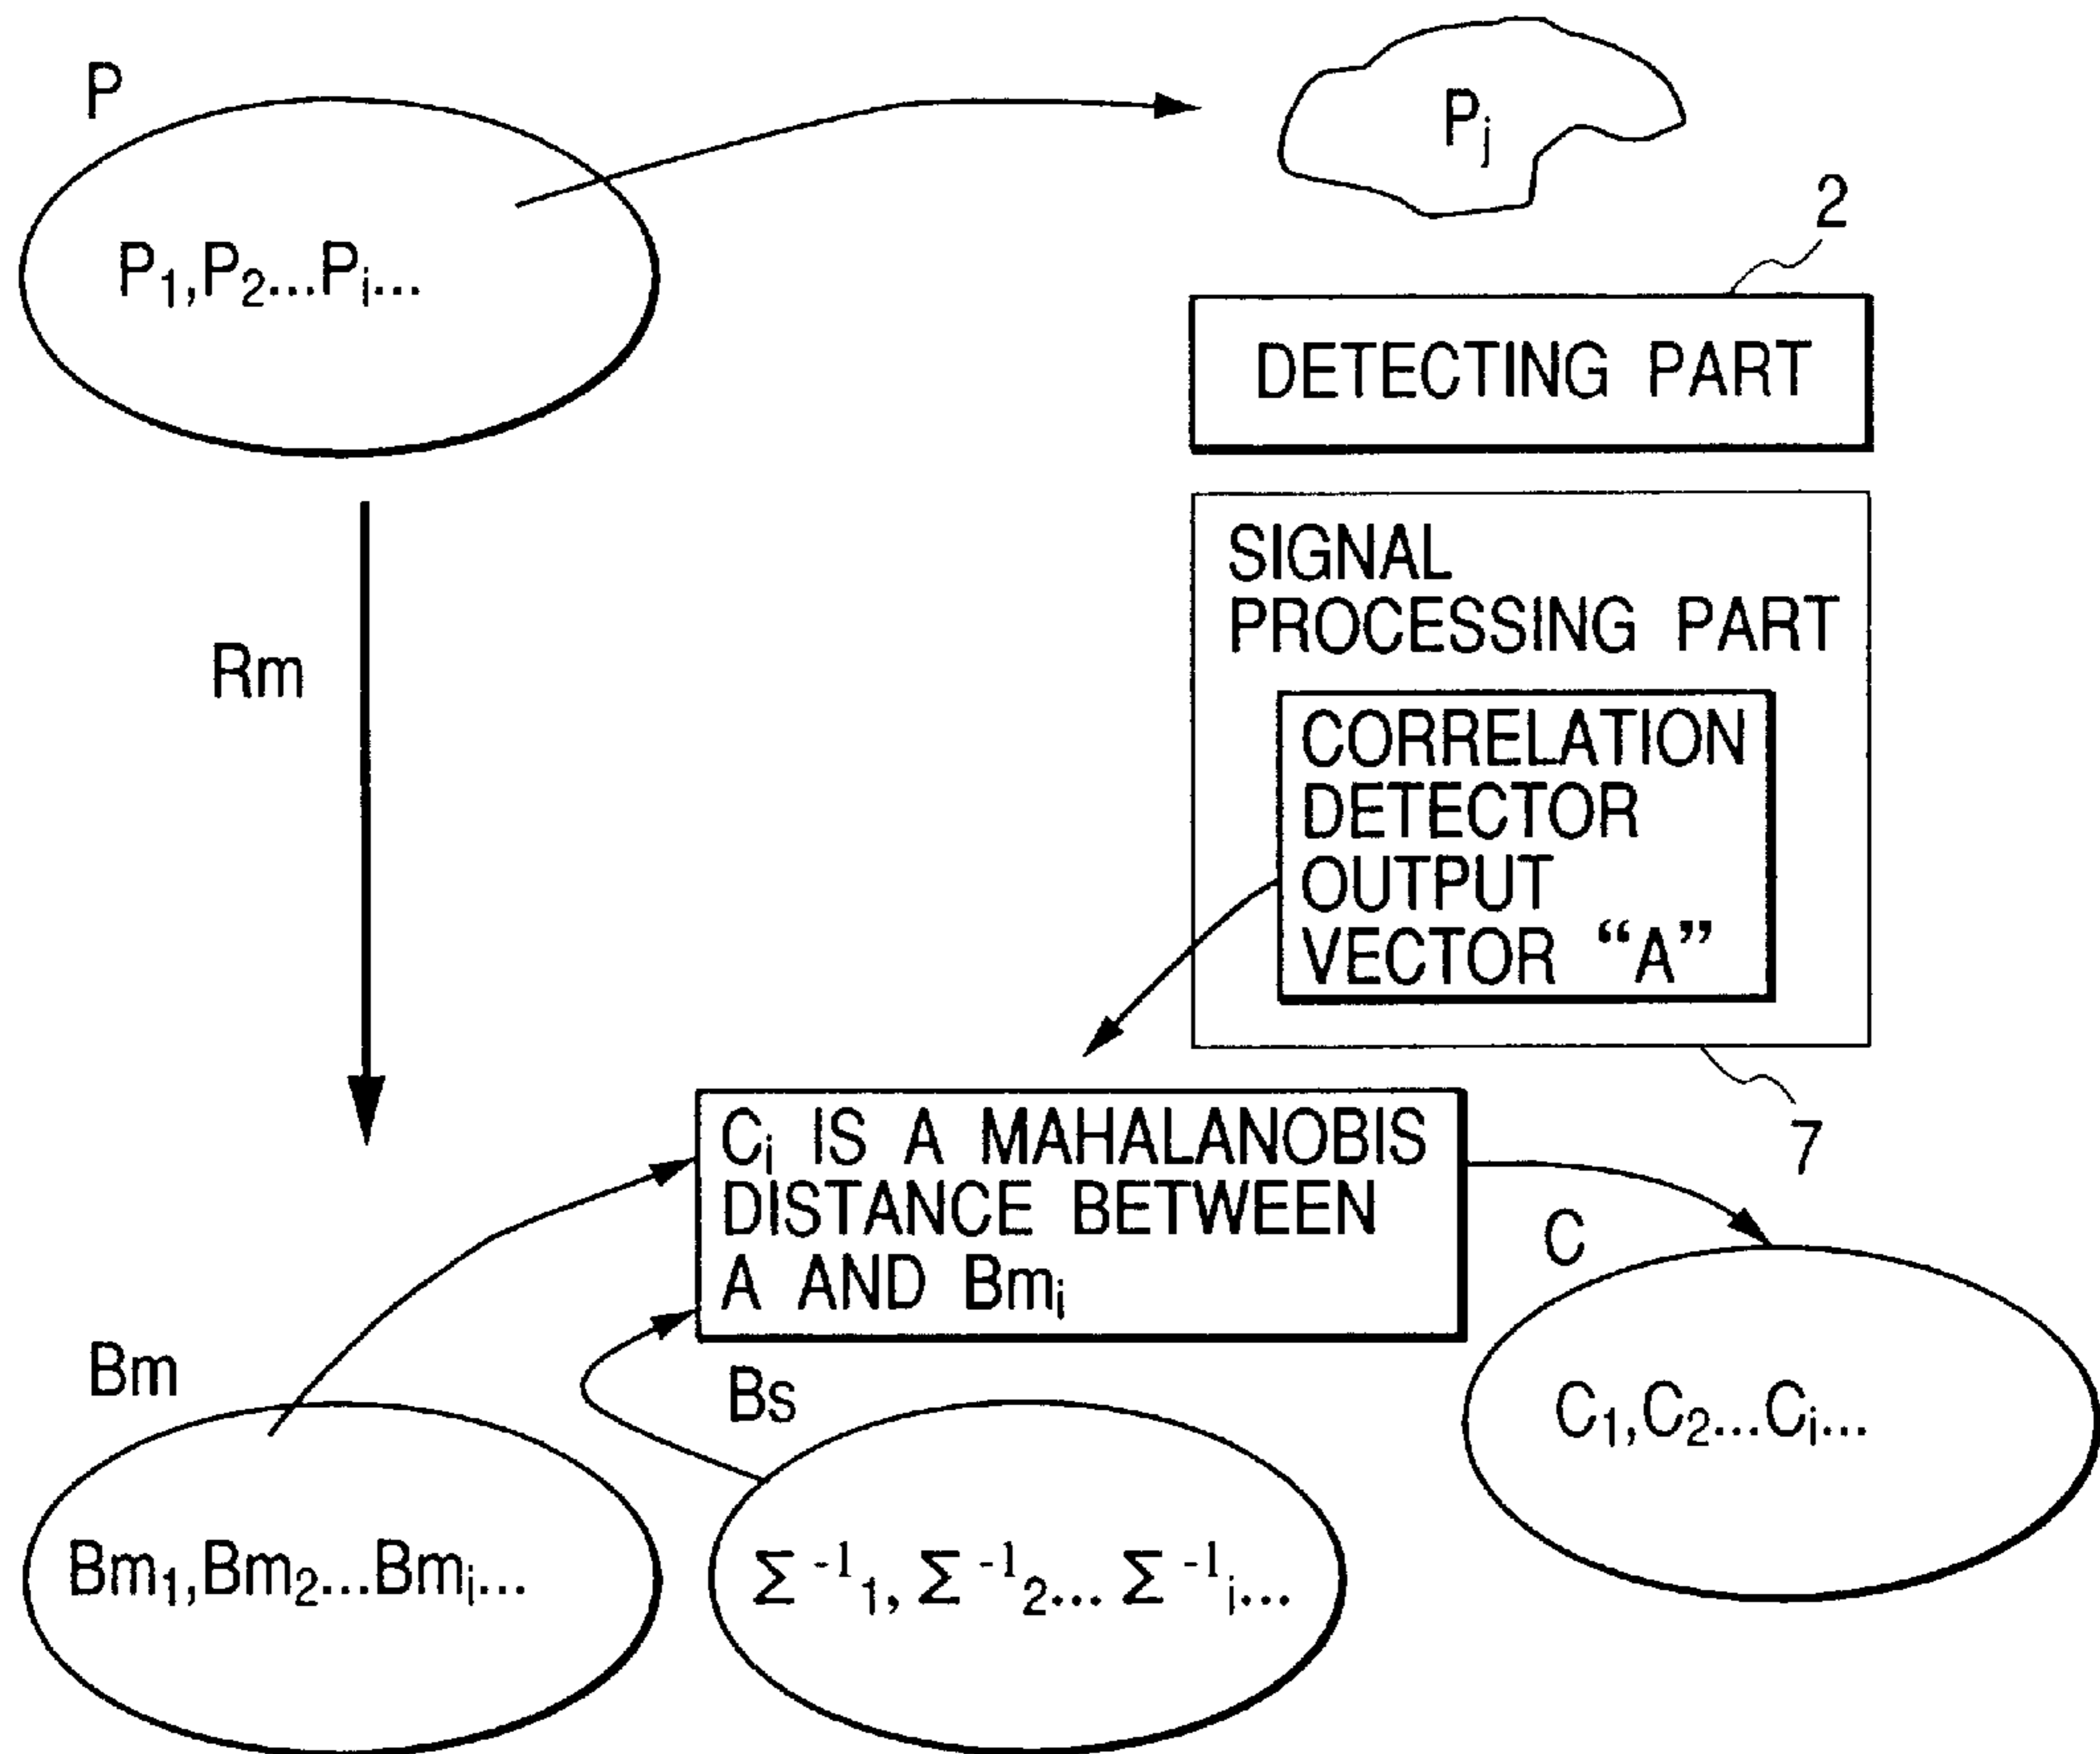 P
P₁,P₂...Pᵢ...
Pⱼ
2
DETECTING PART
SIGNAL
PROCESSING PART
CORRELATION
DETECTOR
OUTPUT
VECTOR “A”
7
Rm
Cᵢ IS A MAHALANOBIS
DISTANCE BETWEEN
A AND Bmᵢ
C
C₁,C₂...Cᵢ...
Bm
Bm₁,Bm₂...Bmᵢ...
Bs
Σ⁻¹₁, Σ⁻¹₂... Σ⁻¹ᵢ...